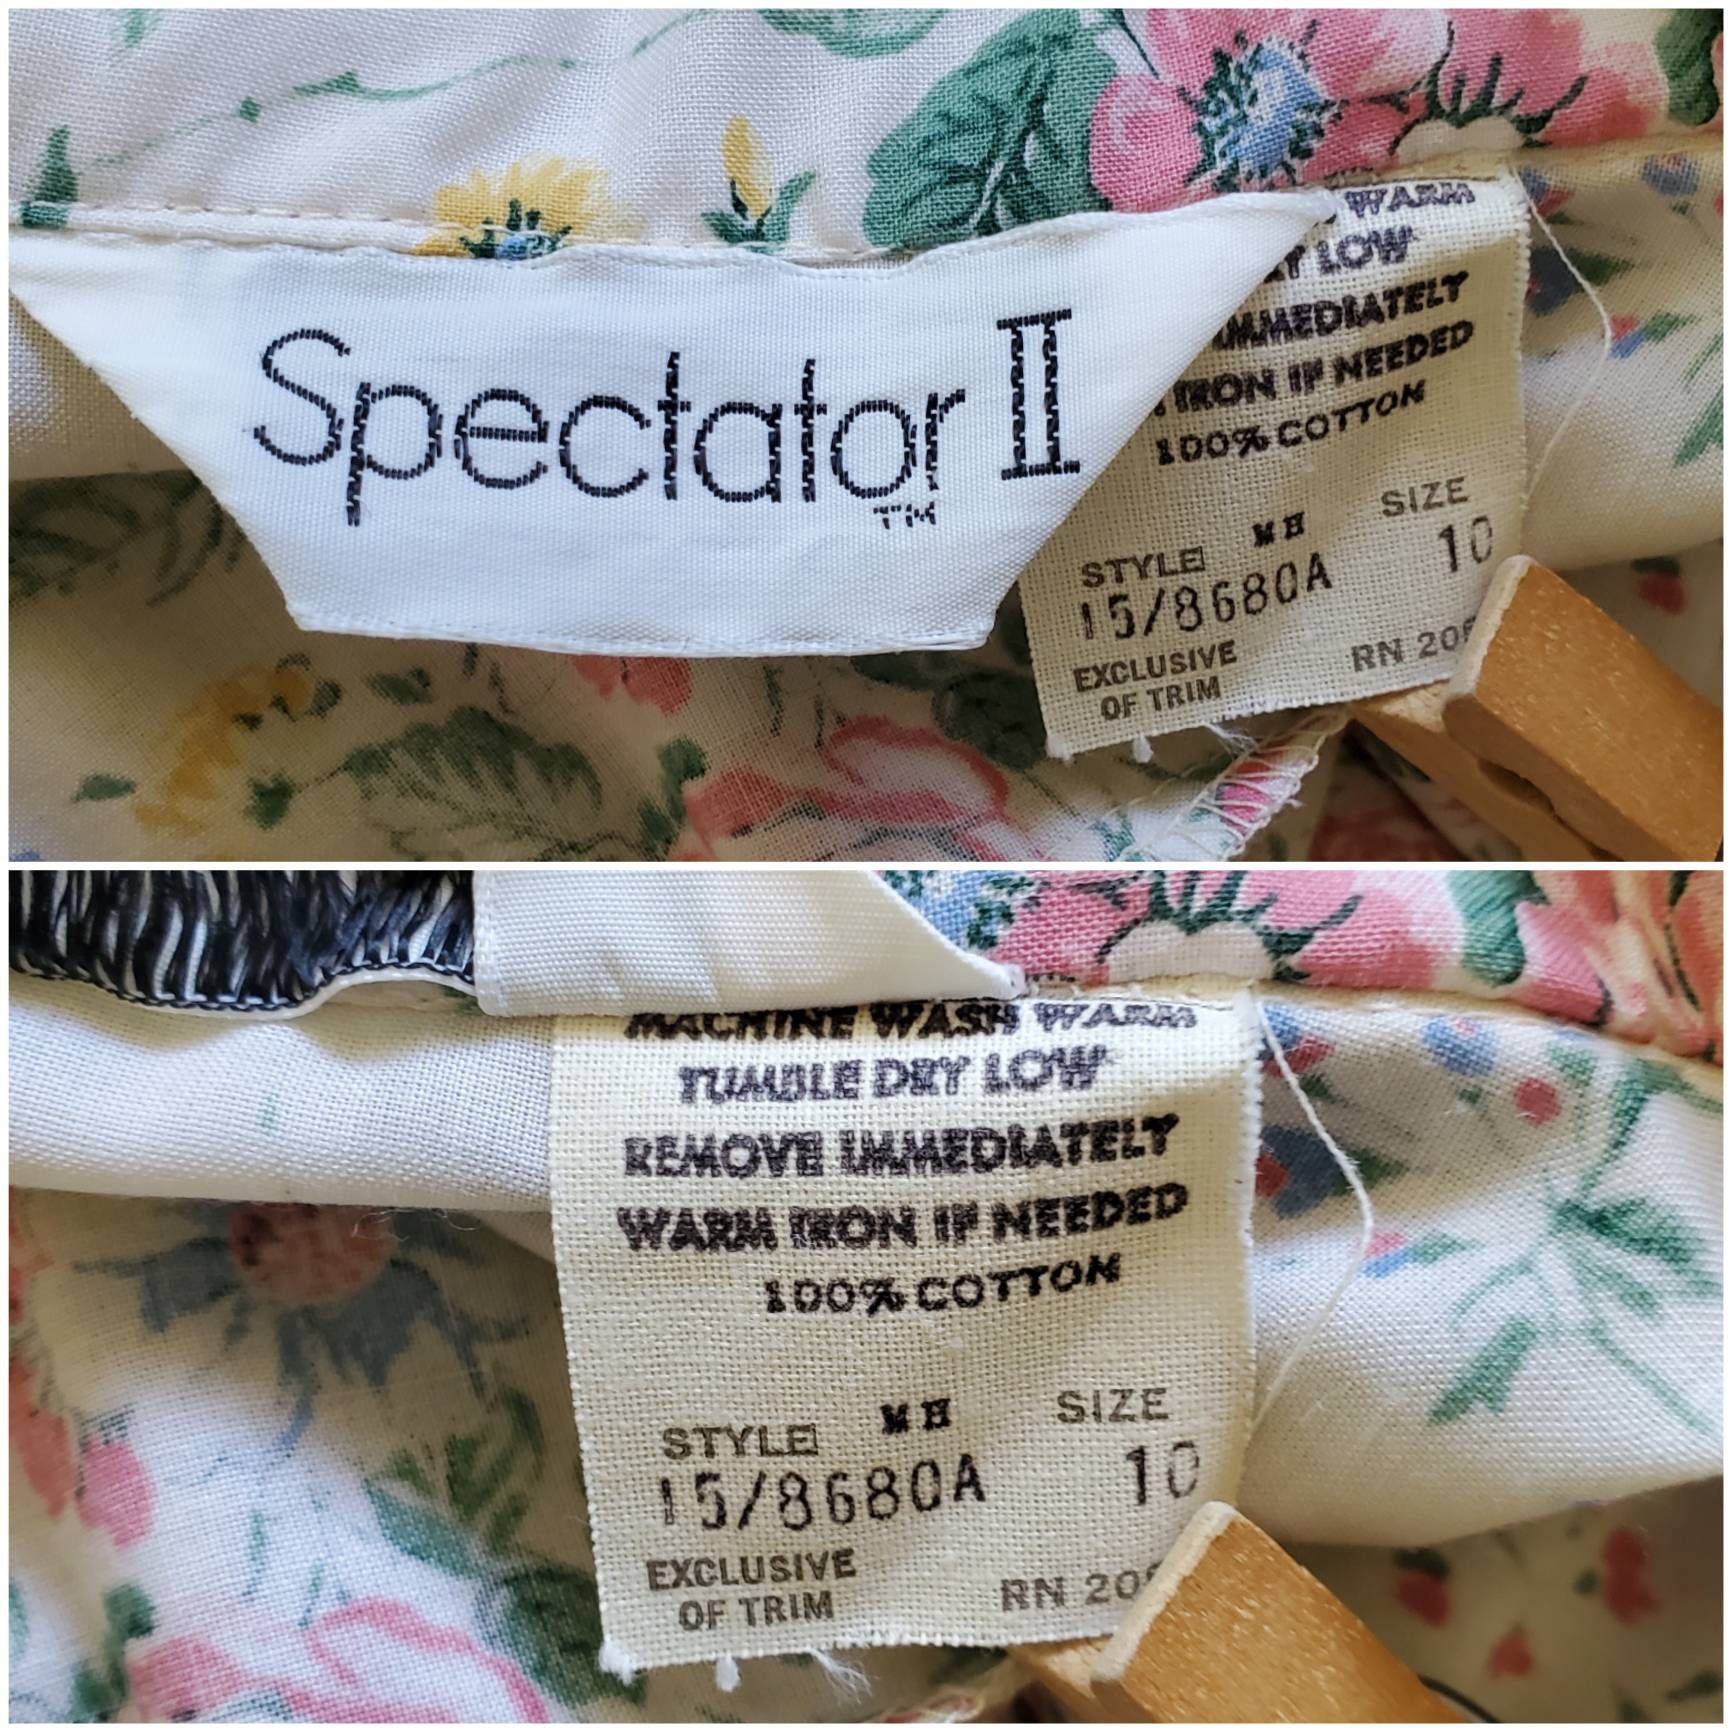 Spectator II
TM
WARM
LOW
IMMEDIATELY
IRON IF NEEDED
100% COTTON
MH SIZE
STYLE 10
15/8680A
EXCLUSIVE RN
OF TRIM
MACHINE WASH WARM
TUMBLE DRY LOW
REMOVE IMMEDIATELY
WARM IRON IF NEEDED
100% COTTON
MH SIZE
STYLE 10
15/8680A
EXCLUSIVE RN
OF TRIM